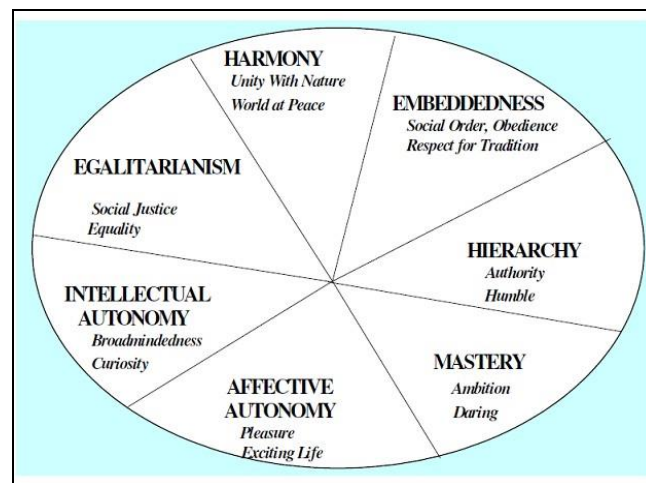 HARMONY
Unity With Nature
World at Peace
EMBEDDEDNESS
Social Order, Obedience
Respect for Tradition
EGALITARIANISM
Social Justice
Equality
HIERARCHY
Authority
Humble
INTELLECTUAL
AUTONOMY
Broadmindedness
Curiosity
MASTERY
Ambition
Daring
AFFECTIVE
AUTONOMY
Pleasure
Exciting Life